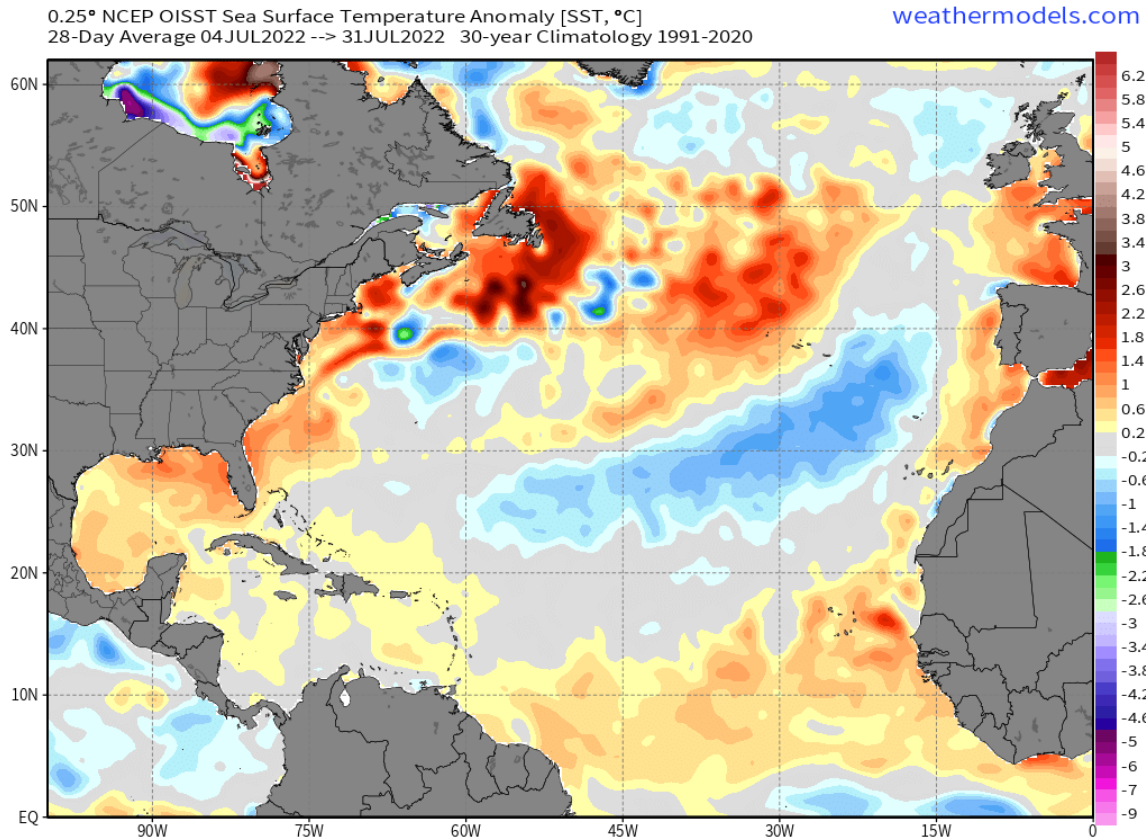 0.25° NCEP OISST Sea Surface Temperature Anomaly [SST, °C]
weathermodels.com
28-Day Average 04JUL2022 --> 31JUL2022 30-year Climatology 1991-2020
60N
50N
40N
30N
20N
10N
EQ
90W
75W
60W
45W
30W
15W
0
6.2
5.8
5.4
5
4.6
4.2
3.8
3.4
3
2.6
2.2
1.8
1.4
1
0.6
0.2
-0.2
-0.6
-1
-1.4
-1.8
-2.2
-2.6
-3
-3.4
-3.8
-4.2
-4.6
-5
-6
-7
-9